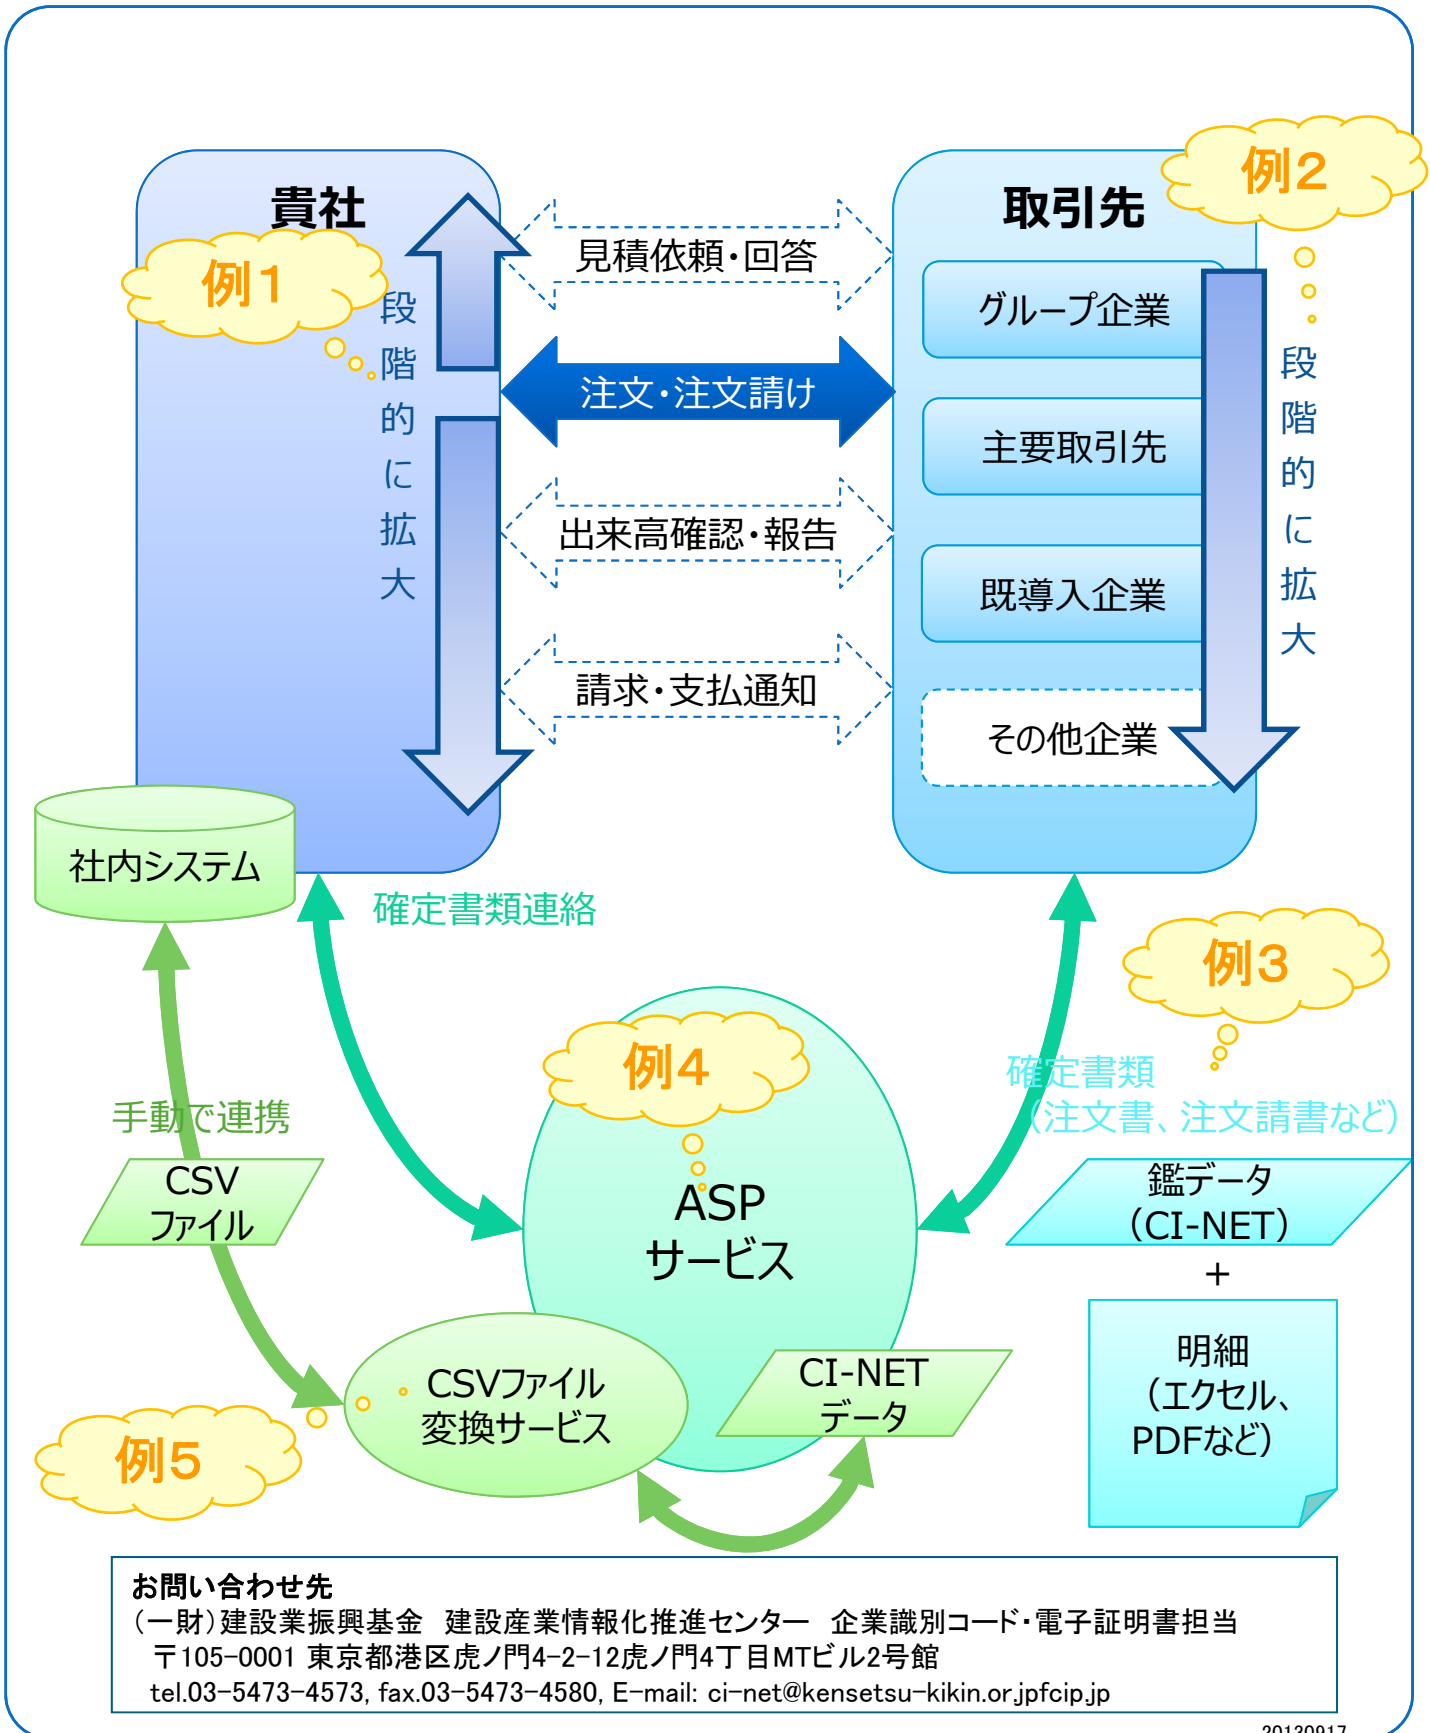 貴社
取引先
例1
例2
段階的に拡大
見積依頼・回答
注文・注文請け
出来高確認・報告
請求・支払通知
グループ企業
主要取引先
既導入企業
その他企業
段階的に拡大
社内システム
確定書類連絡
例3
例4
確定書類
（注文書、注文請書など）
手動で連携
CSV
ファイル
ASP
サービス
鑑データ
（CI-NET）
+
明細
（エクセル、
PDFなど）
CSVファイル
変換サービス
CI-NET
データ
例5
お問い合わせ先
（一財）建設業振興基金　建設産業情報化推進センター　企業識別コード・電子証明書担当
〒105-0001 東京都港区虎ノ門4-2-12虎ノ門4丁目MTビル2号館
tel.03-5473-4573, fax.03-5473-4580, E-mail: ci-net@kensetsu-kikin.or.jpfcip.jp
20130917